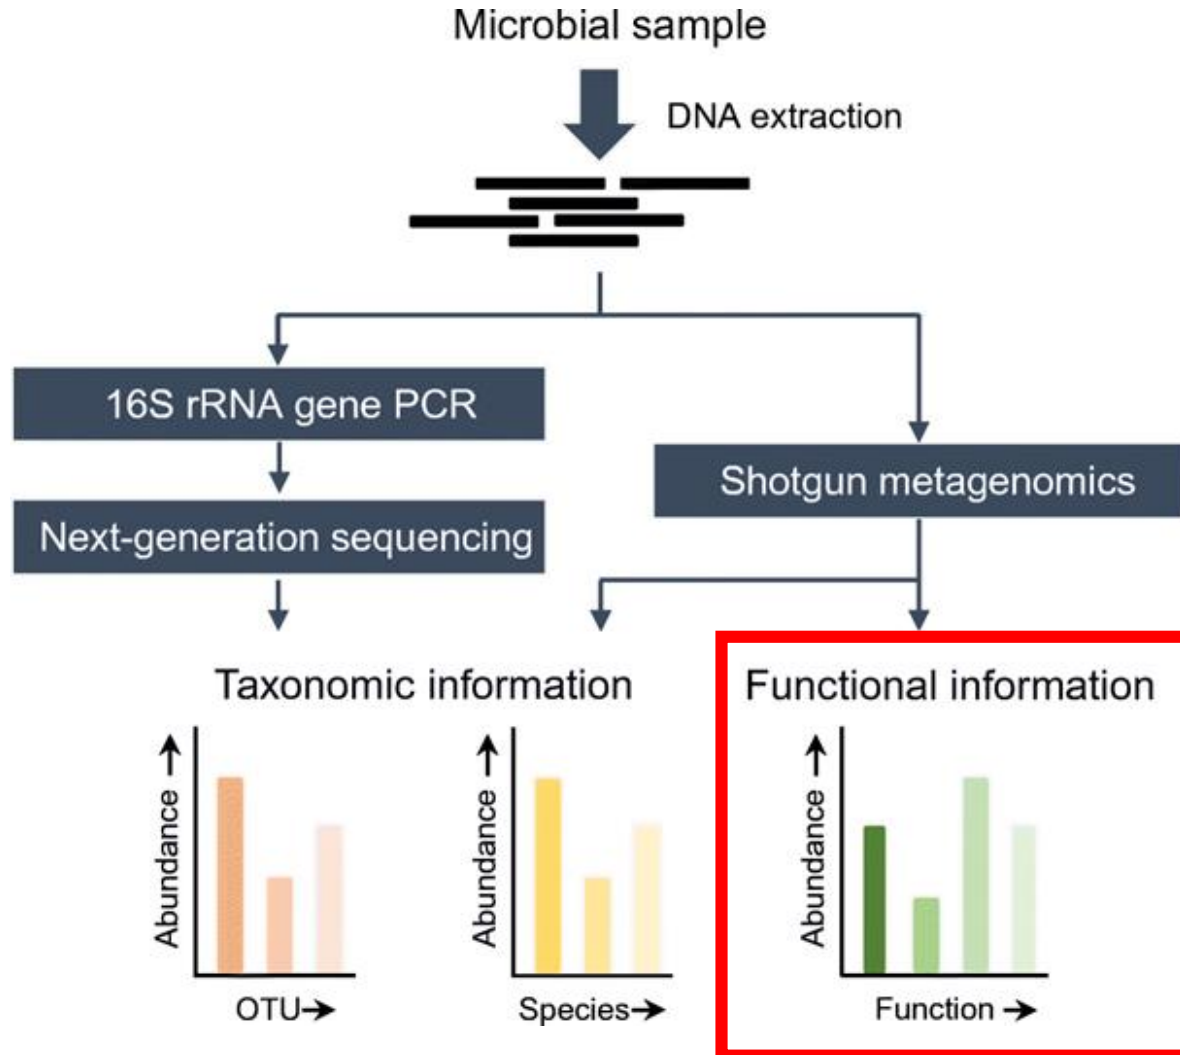 Microbial sample
DNA extraction
16S rRNA gene PCR
Next-generation sequencing
Shotgun metagenomics
Taxonomic information
Functional information
Abundance
OTU
Abundance
Species
Abundance
Function